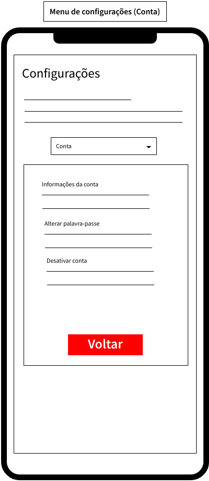 Menu de configurações (Conta)
Configurações
Conta
Informações da conta
Alterar palavra-passe
Desativar conta
Voltar